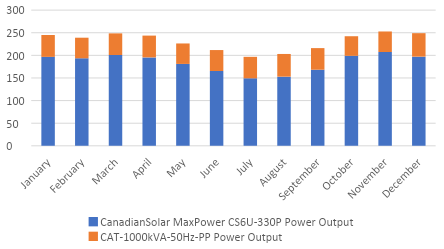 300
250
200
150
100
50
0
January
February
March
April
May
June
July
August
September
October
November
December
CanadianSolar MaxPower CS6U-330P Power Output
CAT-1000kVA-50Hz-PP Power Output